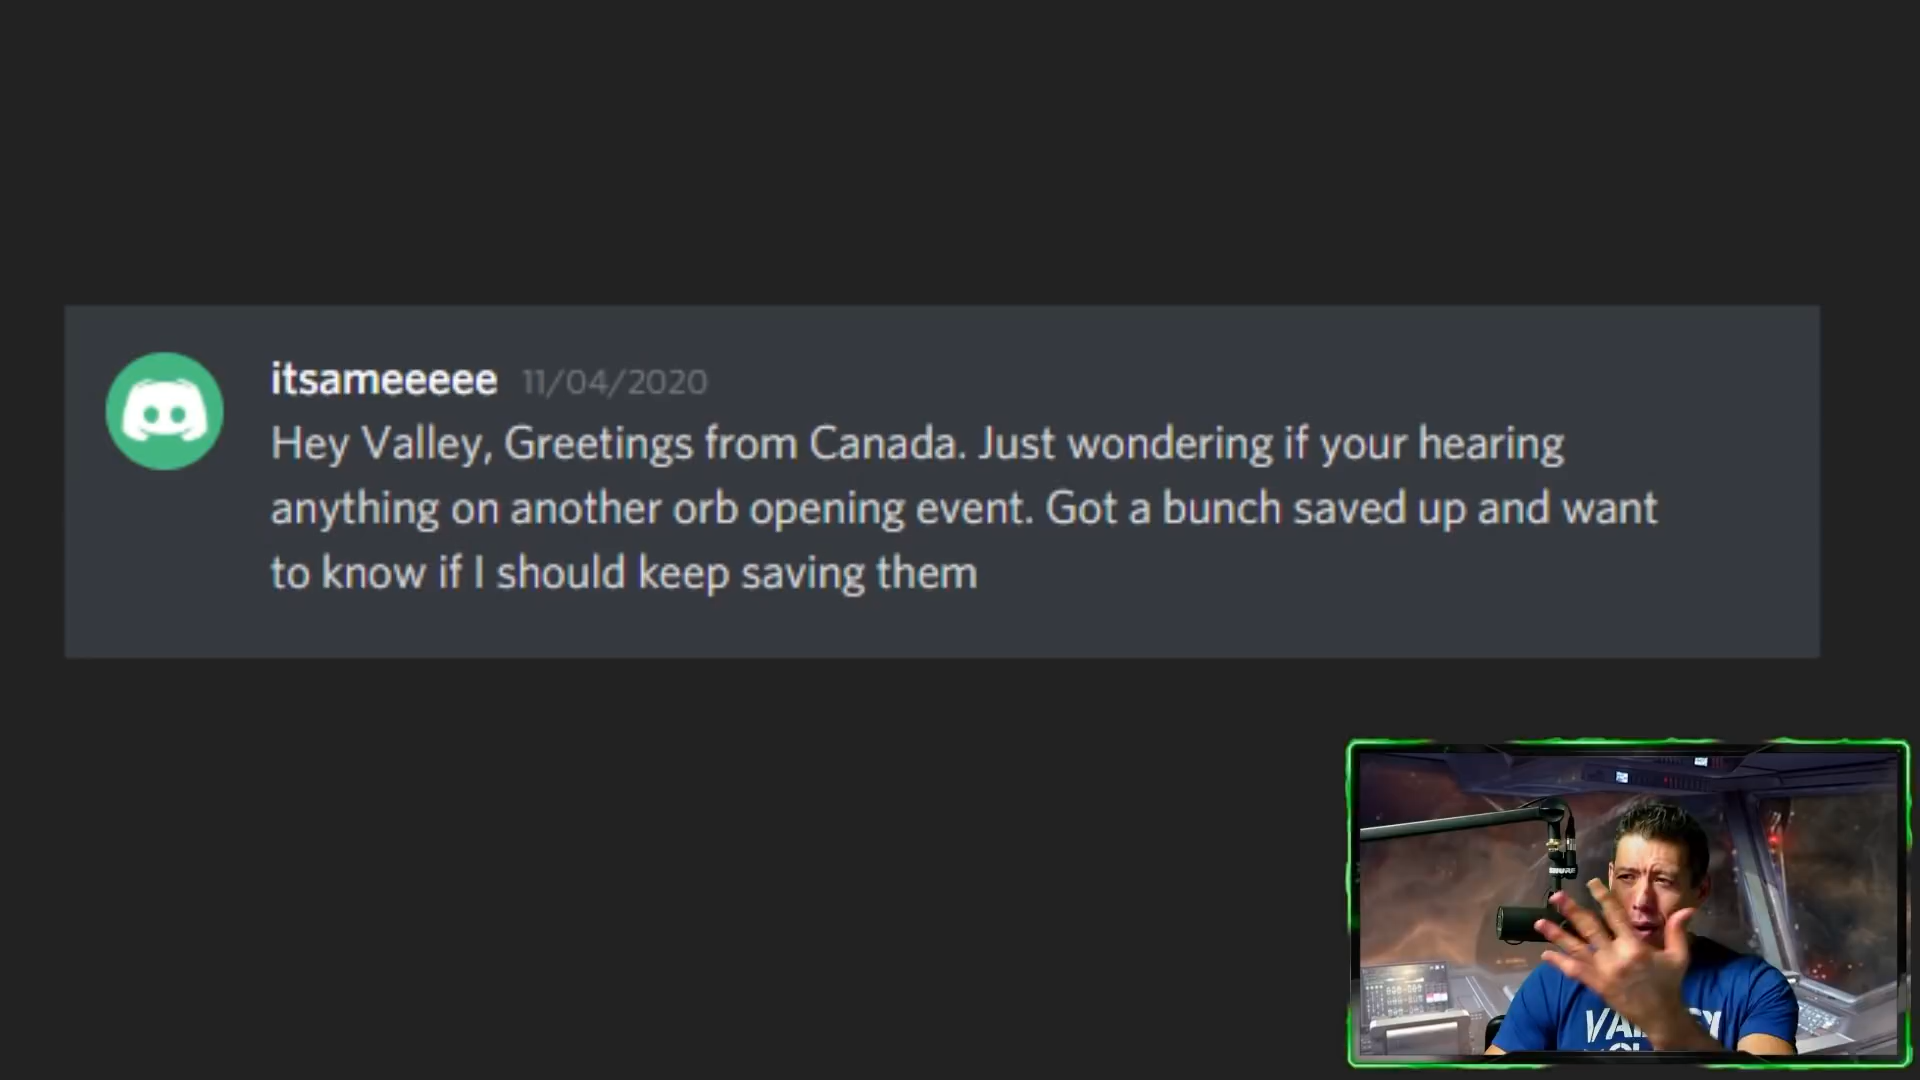 itsameeeee 11/04/2020
Hey Valley, Greetings from Canada. Just wondering if your hearing
anything on another orb opening event. Got a bunch saved up and want
to know if I should keep saving them